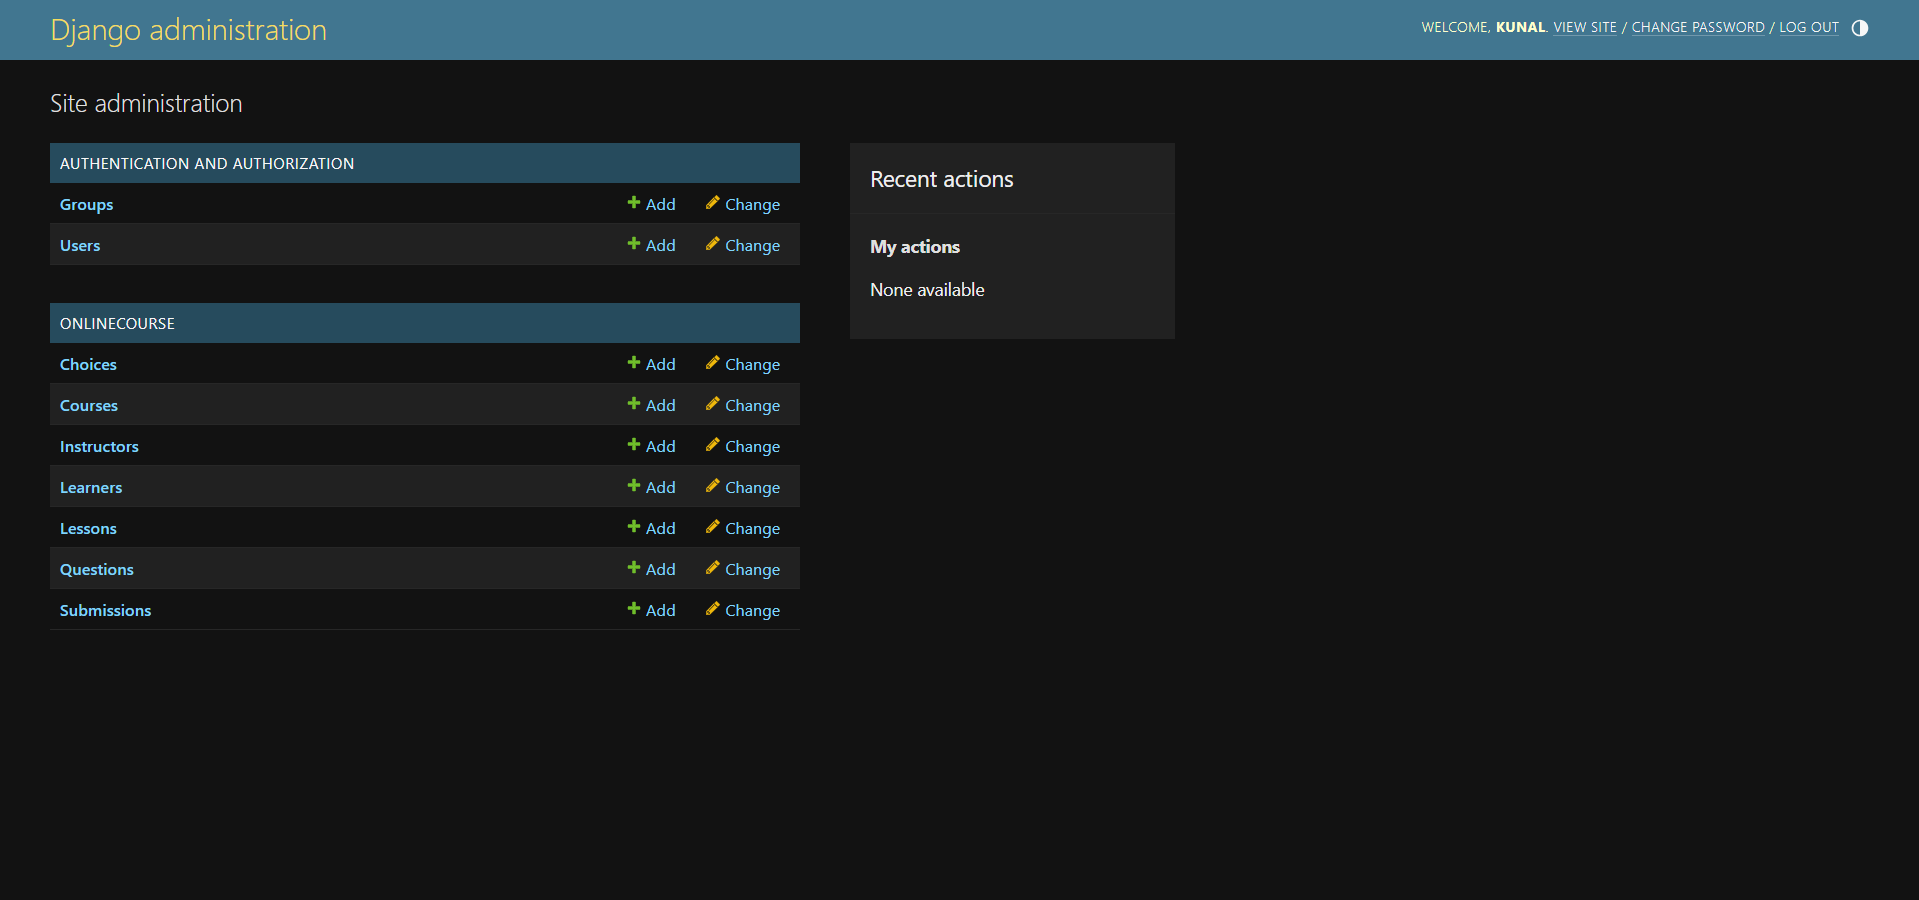 Django administration
WELCOME, KUNAL. VIEW SITE / CHANGE PASSWORD / LOG OUT
Site administration
AUTHENTICATION AND AUTHORIZATION
Groups Add Change
Users Add Change
ONLINECOURSE
Choices Add Change
Courses Add Change
Instructors Add Change
Learners Add Change
Lessons Add Change
Questions Add Change
Submissions Add Change
Recent actions
My actions
None available